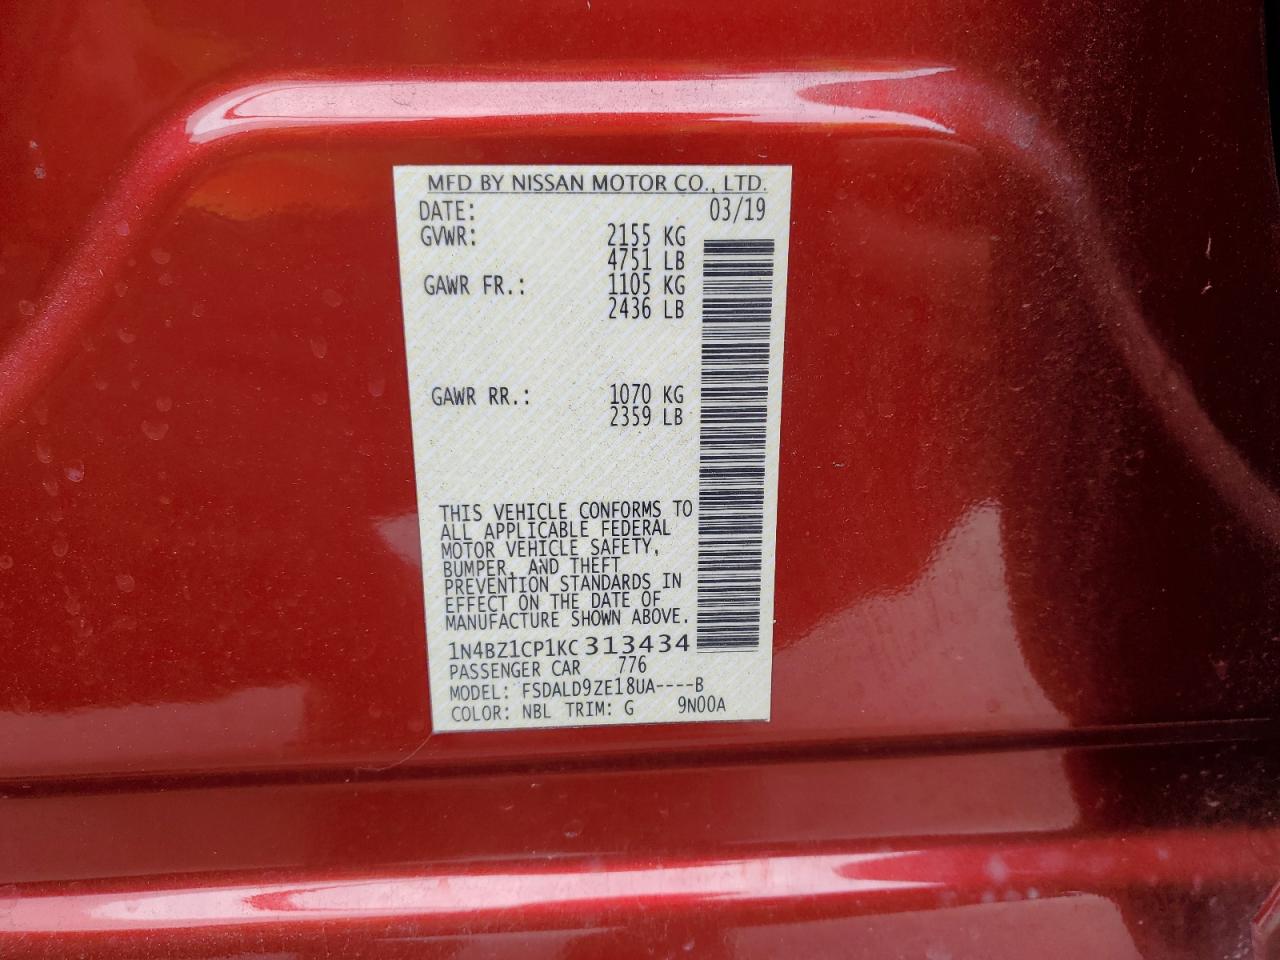 MFD BY NISSAN MOTOR CO., LTD.
DATE: 03/19
GVWR: 2155 KG
4751 LB
GAWR FR.: 1105 KG
2436 LB
GAWR RR.: 1070 KG
2359 LB
THIS VEHICLE CONFORMS TO
ALL APPLICABLE FEDERAL
MOTOR VEHICLE SAFETY,
BUMPER, AND THEFT
PREVENTION STANDARDS IN
EFFECT ON THE DATE OF
MANUFACTURE SHOWN ABOVE.
1N4BZ1CP1KC313434
PASSENGER CAR 776
MODEL: FSDALD9ZE18UA----B
COLOR: NBL TRIM: G 9N00A